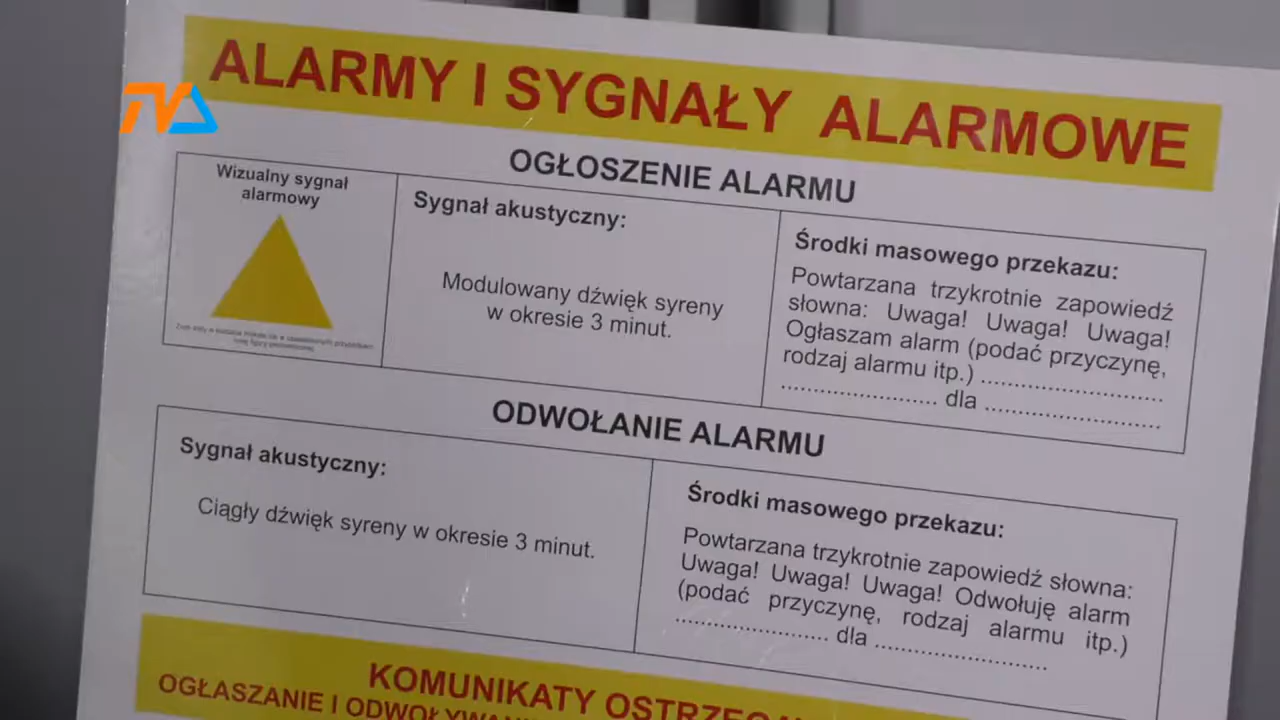 TVA
ALARMY I SYGNAŁY ALARMOWE
OGŁOSZENIE ALARMU
Wizualny sygnał
alarmowy
Sygnał akustyczny:
Modulowany dźwięk syreny
w okresie 3 minut.
Środki masowego przekazu:
Powtarzana trzykrotnie zapowiedź
słowna: Uwaga! Uwaga! Uwaga!
Ogłaszam alarm (podać przyczynę,
rodzaj alarmu itp.) ...........................
....................... dla ..........................
ODWOŁANIE ALARMU
Sygnał akustyczny:
Ciągły dźwięk syreny w okresie 3 minut.
Środki masowego przekazu:
Powtarzana trzykrotnie zapowiedź słowna:
Uwaga! Uwaga! Uwaga! Odwołuję alarm
(podać przyczynę, rodzaj alarmu itp.)
....................... dla ..........................
KOMUNIKATY
OGŁASZANIE I